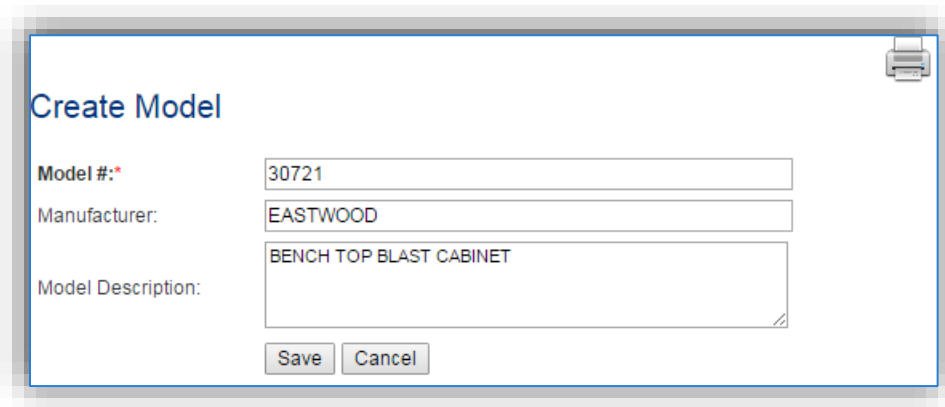 Create Model
Model #:* 30721
Manufacturer: EASTWOOD
Model Description: BENCH TOP BLAST CABINET
Save Cancel